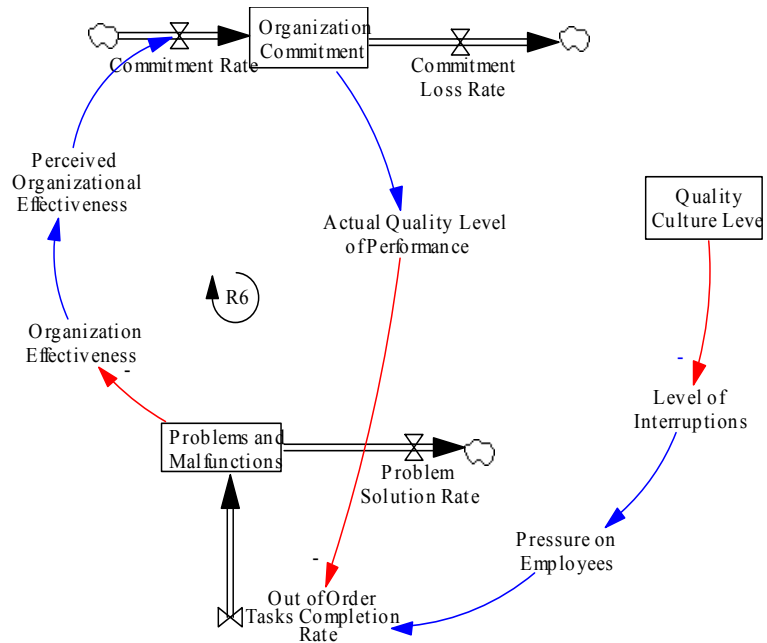 Organization
Commitment
Commitment Rate
Commitment
Loss Rate
Perceived
Organizational
Effectiveness
Quality
Culture Leve
Actual Quality Level
of Performance
R6
Organization
Effectiveness
-
-
Level of
Interruptions
Problems and
Malfunctions
Problem
Solution Rate
Pressure on
Employees
-
Out of Order
Tasks Completion
Rate